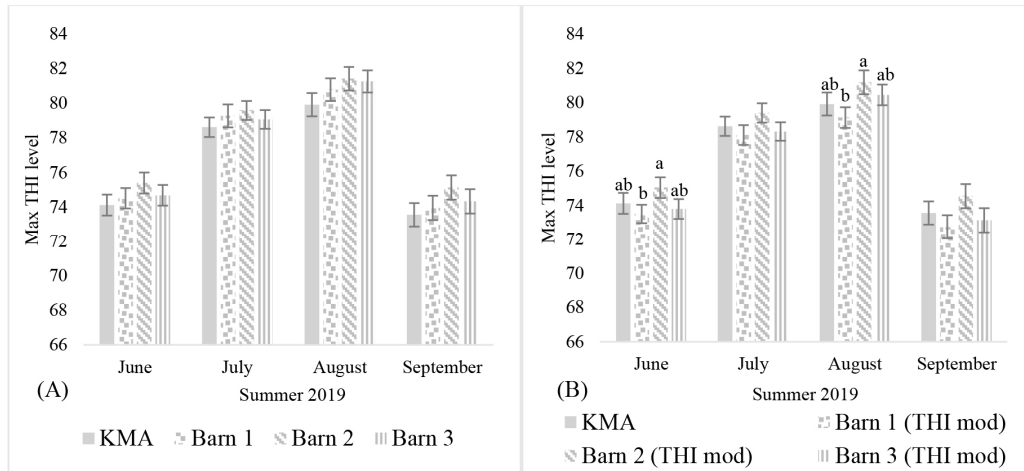 84
82
80
78
76
74
72
70
68
66
Max THI level
June July August September
Summer 2019
(A)
KMA Barn 1 Barn 2 Barn 3
84
82
80
78
76
74
72
70
68
66
Max THI level
ab b a ab
ab b a ab
June July August September
Summer 2019
(B)
KMA Barn 1 (THI mod)
Barn 2 (THI mod) Barn 3 (THI mod)